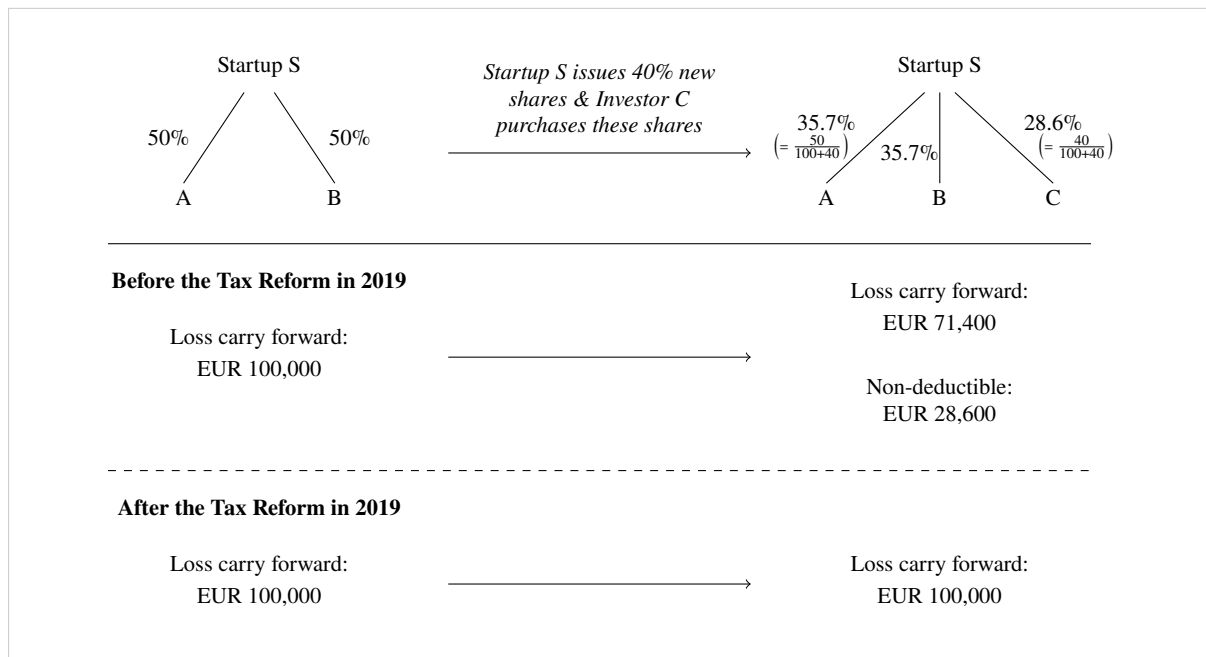 Startup S
50%
50%
A
B
Startup S issues 40% new
shares & Investor C
purchases these shares
Startup S
35.7%
(= 50/100+40)
35.7%
28.6%
(= 40/100+40)
A
B
C
Before the Tax Reform in 2019
Loss carry forward:
EUR 100,000
Loss carry forward:
EUR 71,400
Non-deductible:
EUR 28,600
After the Tax Reform in 2019
Loss carry forward:
EUR 100,000
Loss carry forward:
EUR 100,000